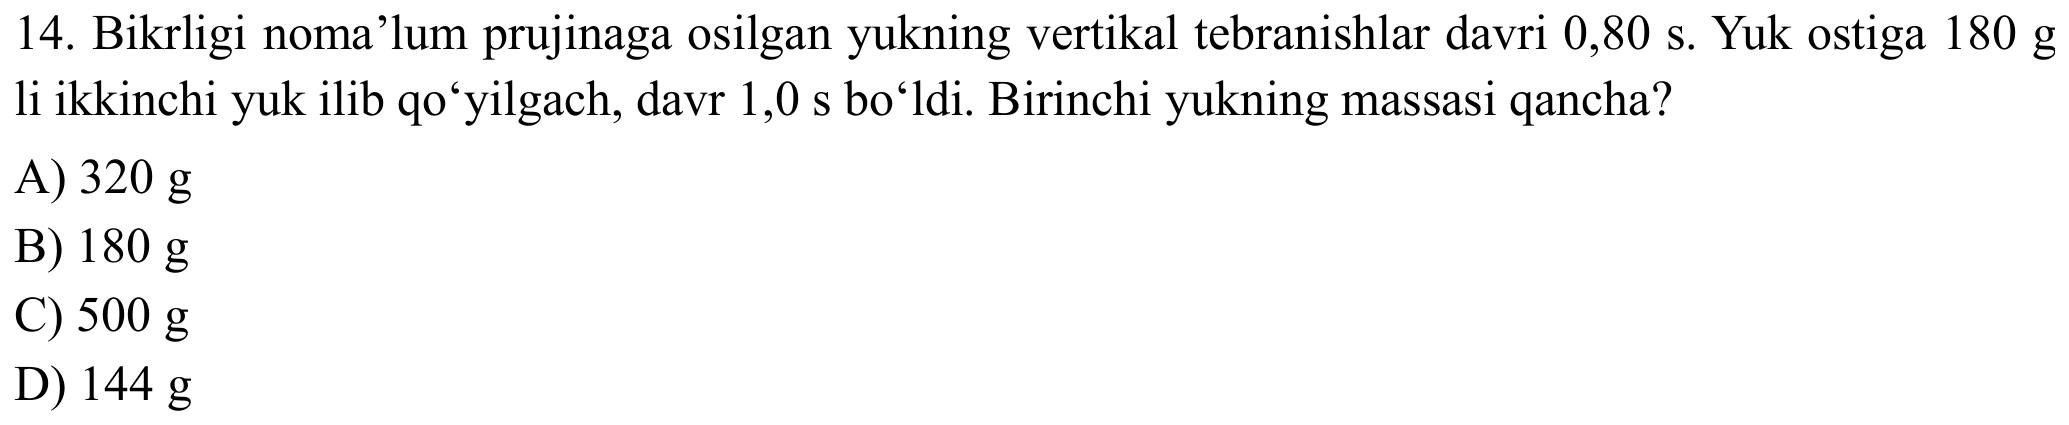 14. Bikrligi noma’lum prujinaga osilgan yukning vertikal tebranishlar davri 0,80 s. Yuk ostiga 180 g
li ikkinchi yuk ilib qo‘yilgach, davr 1,0 s bo‘ldi. Birinchi yukning massasi qancha?
A) 320 g
B) 180 g
C) 500 g
D) 144 g